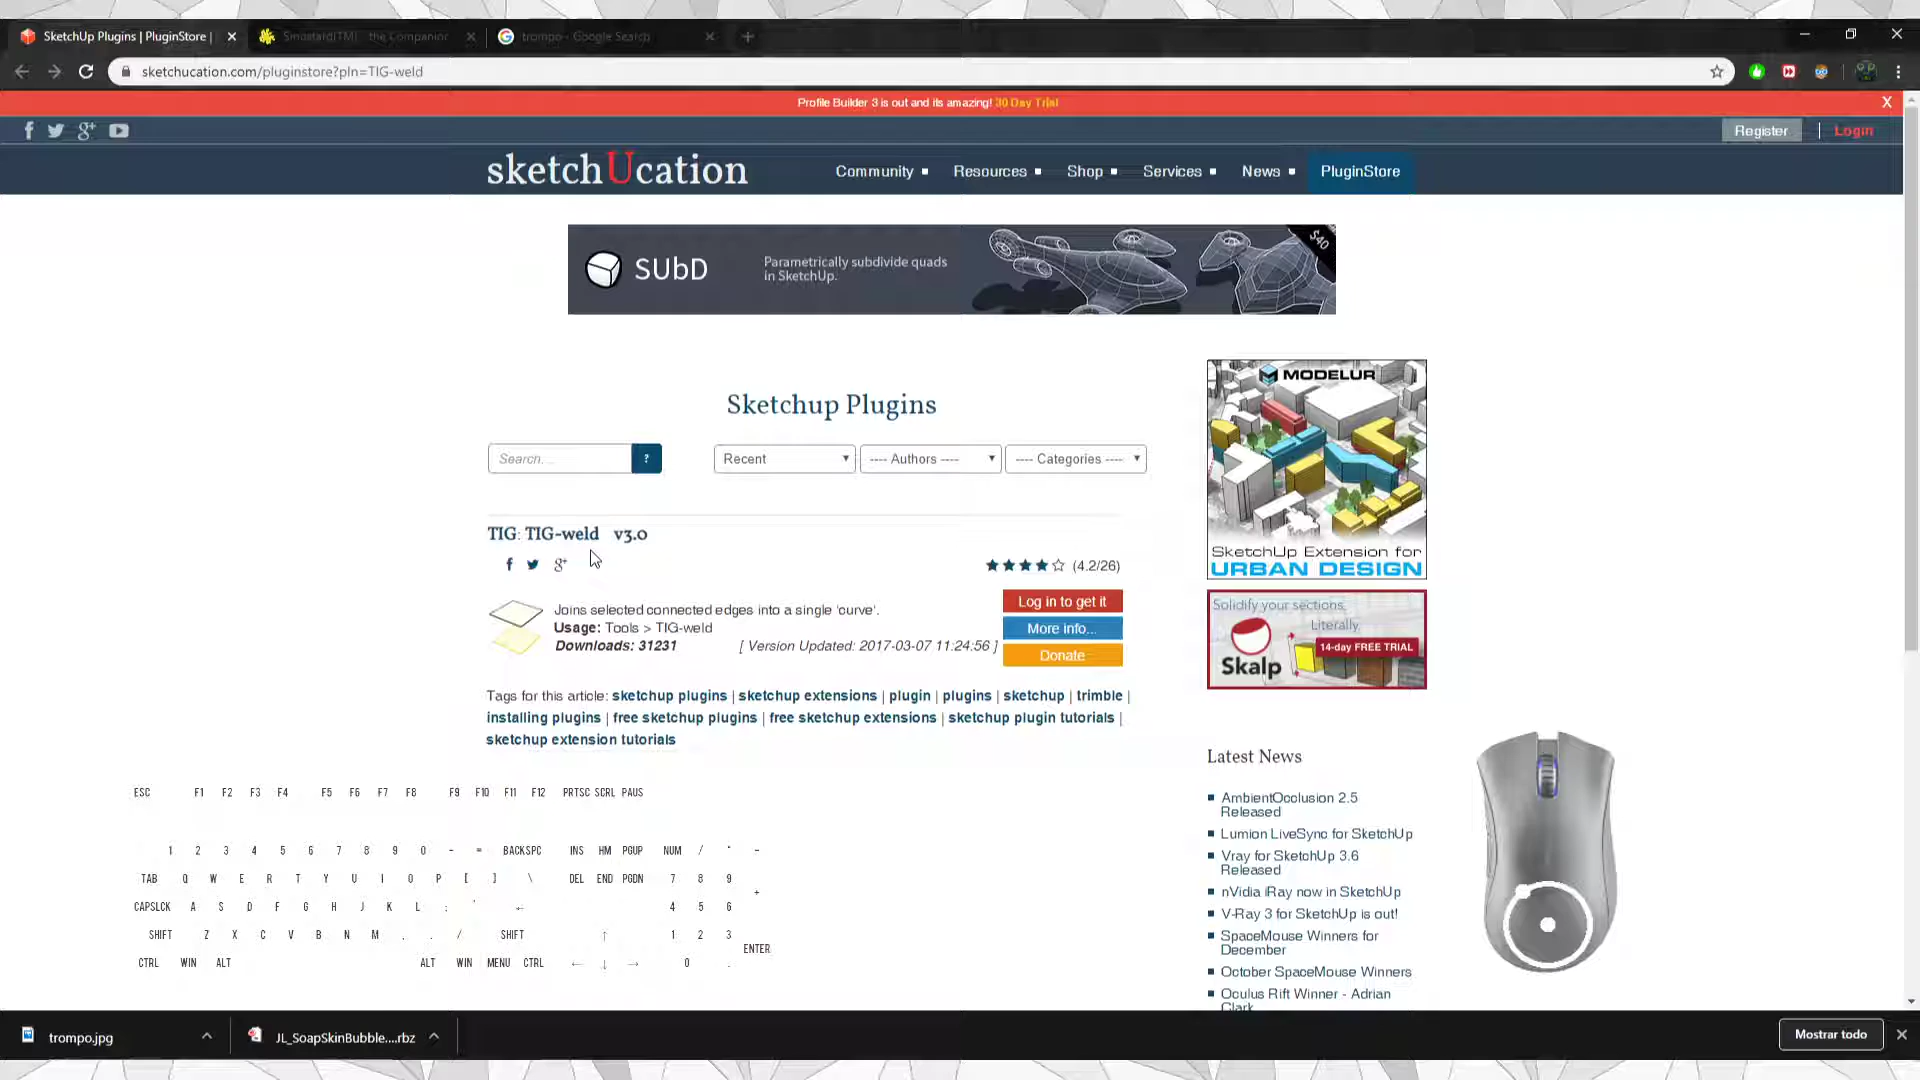 SketchUp Plugins | PluginStore |
SmustardITM| the Companion
trompo - Google Search
sketchucation.com/pluginstore?pln=TIG-weld
Profile Builder 3 is out and its amazing! 30 Day Trial
X
Register | Login
sketchUcation
Community
Resources
Shop
Services
News
PluginStore
SUbD
Parametrically subdivide quads
in SketchUp.
$40
Sketchup Plugins
Search...
?
Recent
---- Authors ----
---- Categories ----
TIG: TIG-weld v3.0
(4.2/26)
Joins selected connected edges into a single 'curve'.
Usage: Tools > TIG-weld
Downloads: 31231
[ Version Updated: 2017-03-07 11:24:56 ]
Log in to get it
More info...
Donate
Tags for this article: sketchup plugins | sketchup extensions | plugin | plugins | sketchup | trimble |
installing plugins | free sketchup plugins | free sketchup extensions | sketchup plugin tutorials |
sketchup extension tutorials
MODELUR
SketchUp Extension for
URBAN DESIGN
Solidify your sections,
Literally.
Skalp
14-day FREE TRIAL
Latest News
AmbientOcclusion 2.5
Released
Lumion LiveSync for SketchUp
Vray for SketchUp 3.6
Released
nVidia iRay now in SketchUp
V-Ray 3 for SketchUp is out!
SpaceMouse Winners for
December
October SpaceMouse Winners
Oculus Rift Winner - Adrian
Clark
ESC F1 F2 F3 F4 F5 F6 F7 F8 F9 F10 F11 F12 PRTSC SCRL PAUS
1 2 3 4 5 6 7 8 9 0 - = BACKSPC INS HM PGUP NUM / * -
TAB Q W E R T Y U I O P [ ] \ DEL END PGDN 7 8 9 +
CAPSLCK A S D F G H J K L ; ' ← 4 5 6
SHIFT Z X C V B N M , . / SHIFT ↑ 1 2 3 ENTER
CTRL WIN ALT ALT WIN MENU CTRL ← ↓ → 0 .
trompo.jpg
JL_SoapSkinBubble....rbz
Mostrar todo